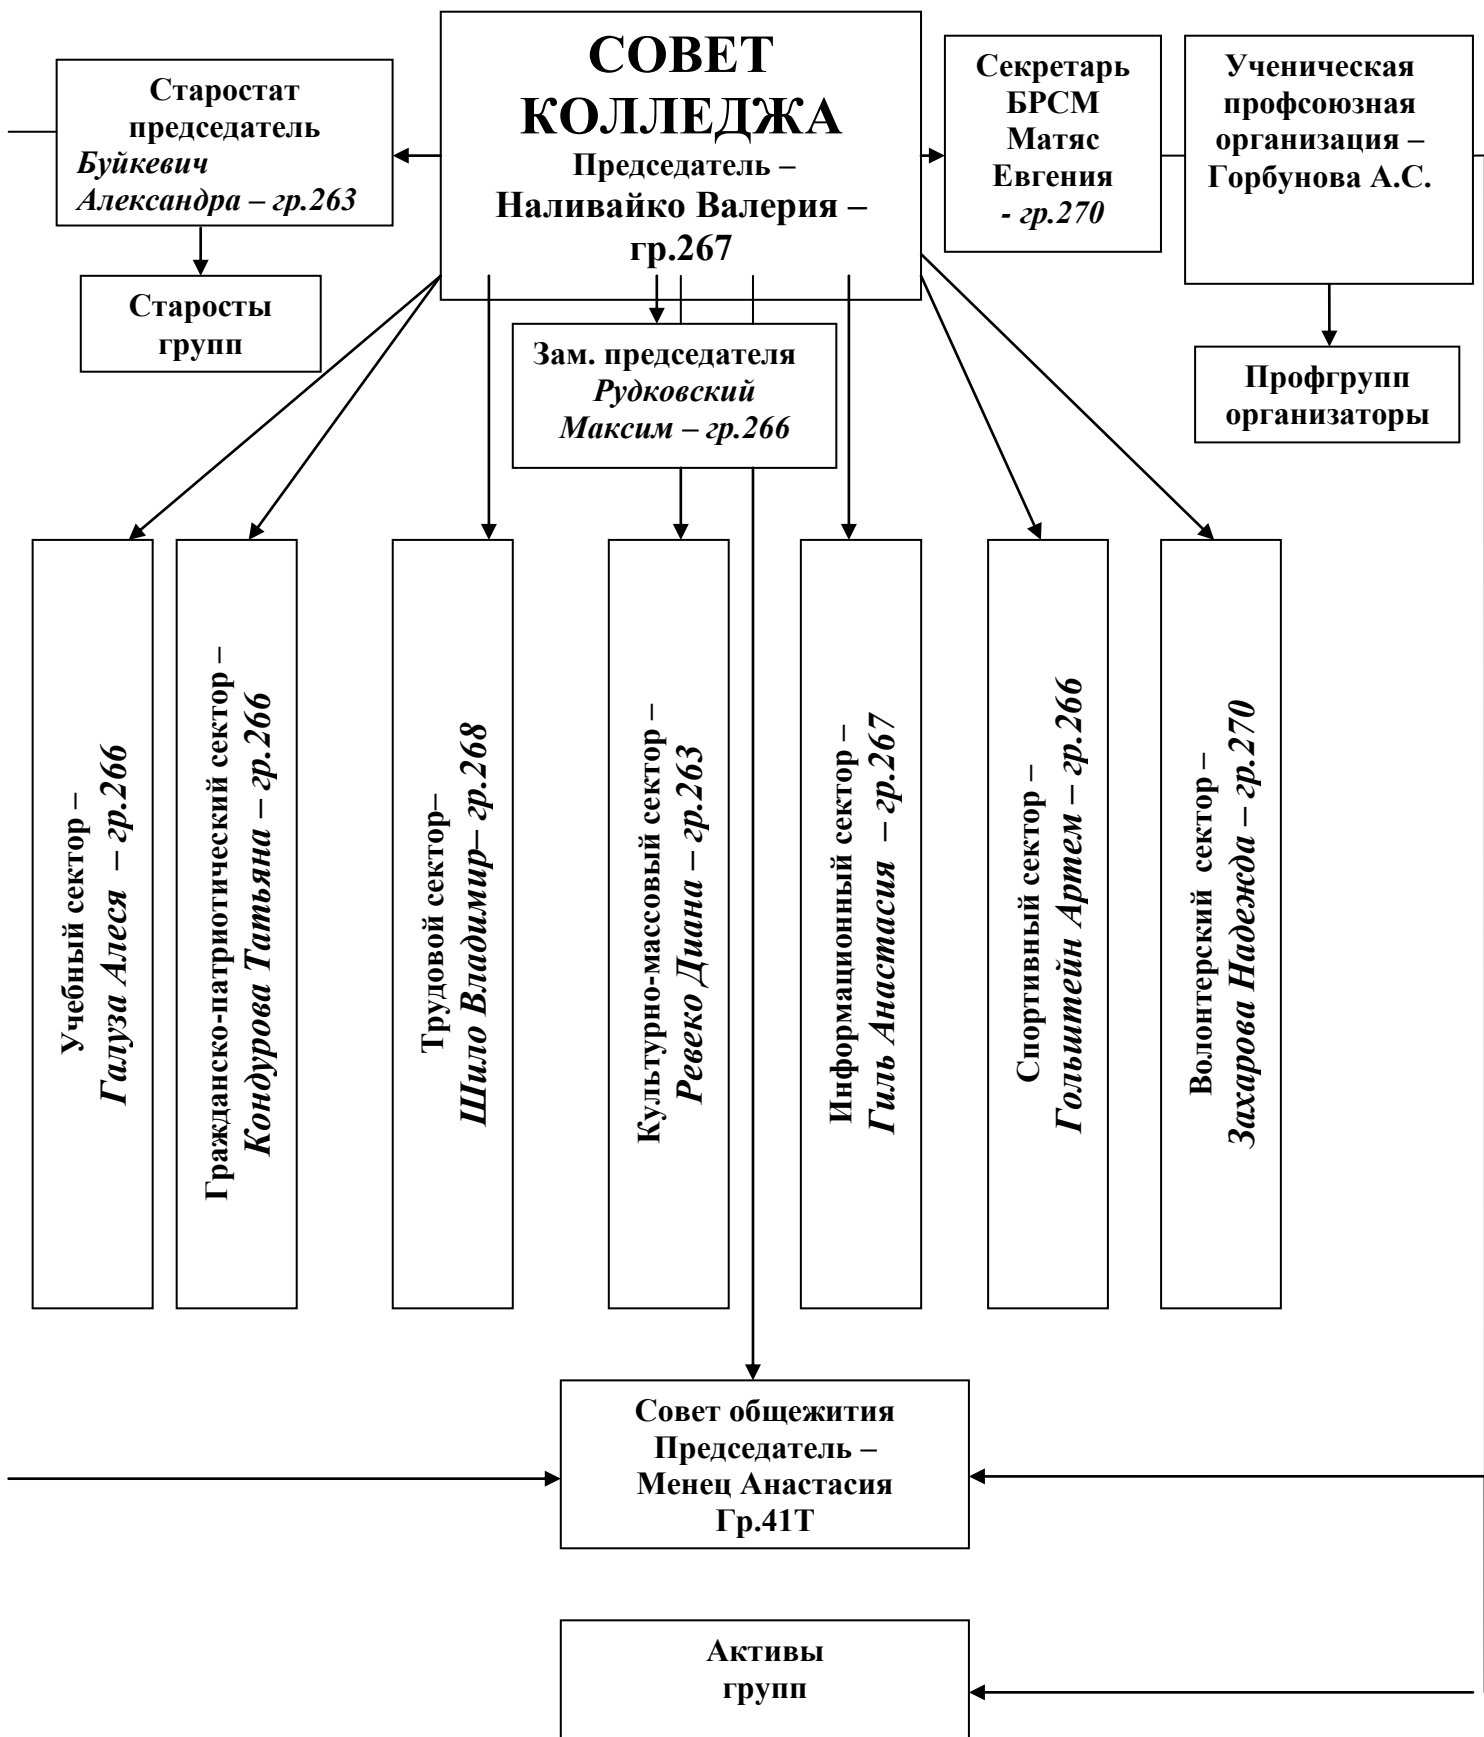 СОВЕТ
КОЛЛЕДЖА
Председатель –
Наливайко Валерия –
гр.267
Старостат
председатель
Буйкевич
Александра – гр.263
Старосты
групп
Секретарь
БРСМ
Матяс
Евгения
- гр.270
Ученическая
профсоюзная
организация –
Горбунова А.С.
Профгрупп
организаторы
Зам. председателя
Рудковский
Максим – гр.266
Учебный сектор –
Галуза Алеся – гр.266
Гражданско-патриотический сектор –
Кондурова Татьяна – гр.266
Трудовой сектор–
Шило Владимир– гр.268
Культурно-массовый сектор –
Ревеко Диана – гр.263
Информационный сектор –
Гиль Анастасия – гр.267
Спортивный сектор –
Гольштейн Артем – гр.266
Волонтерский сектор –
Захарова Надежда – гр.270
Совет общежития
Председатель –
Менец Анастасия
Гр.41Т
Активы
групп